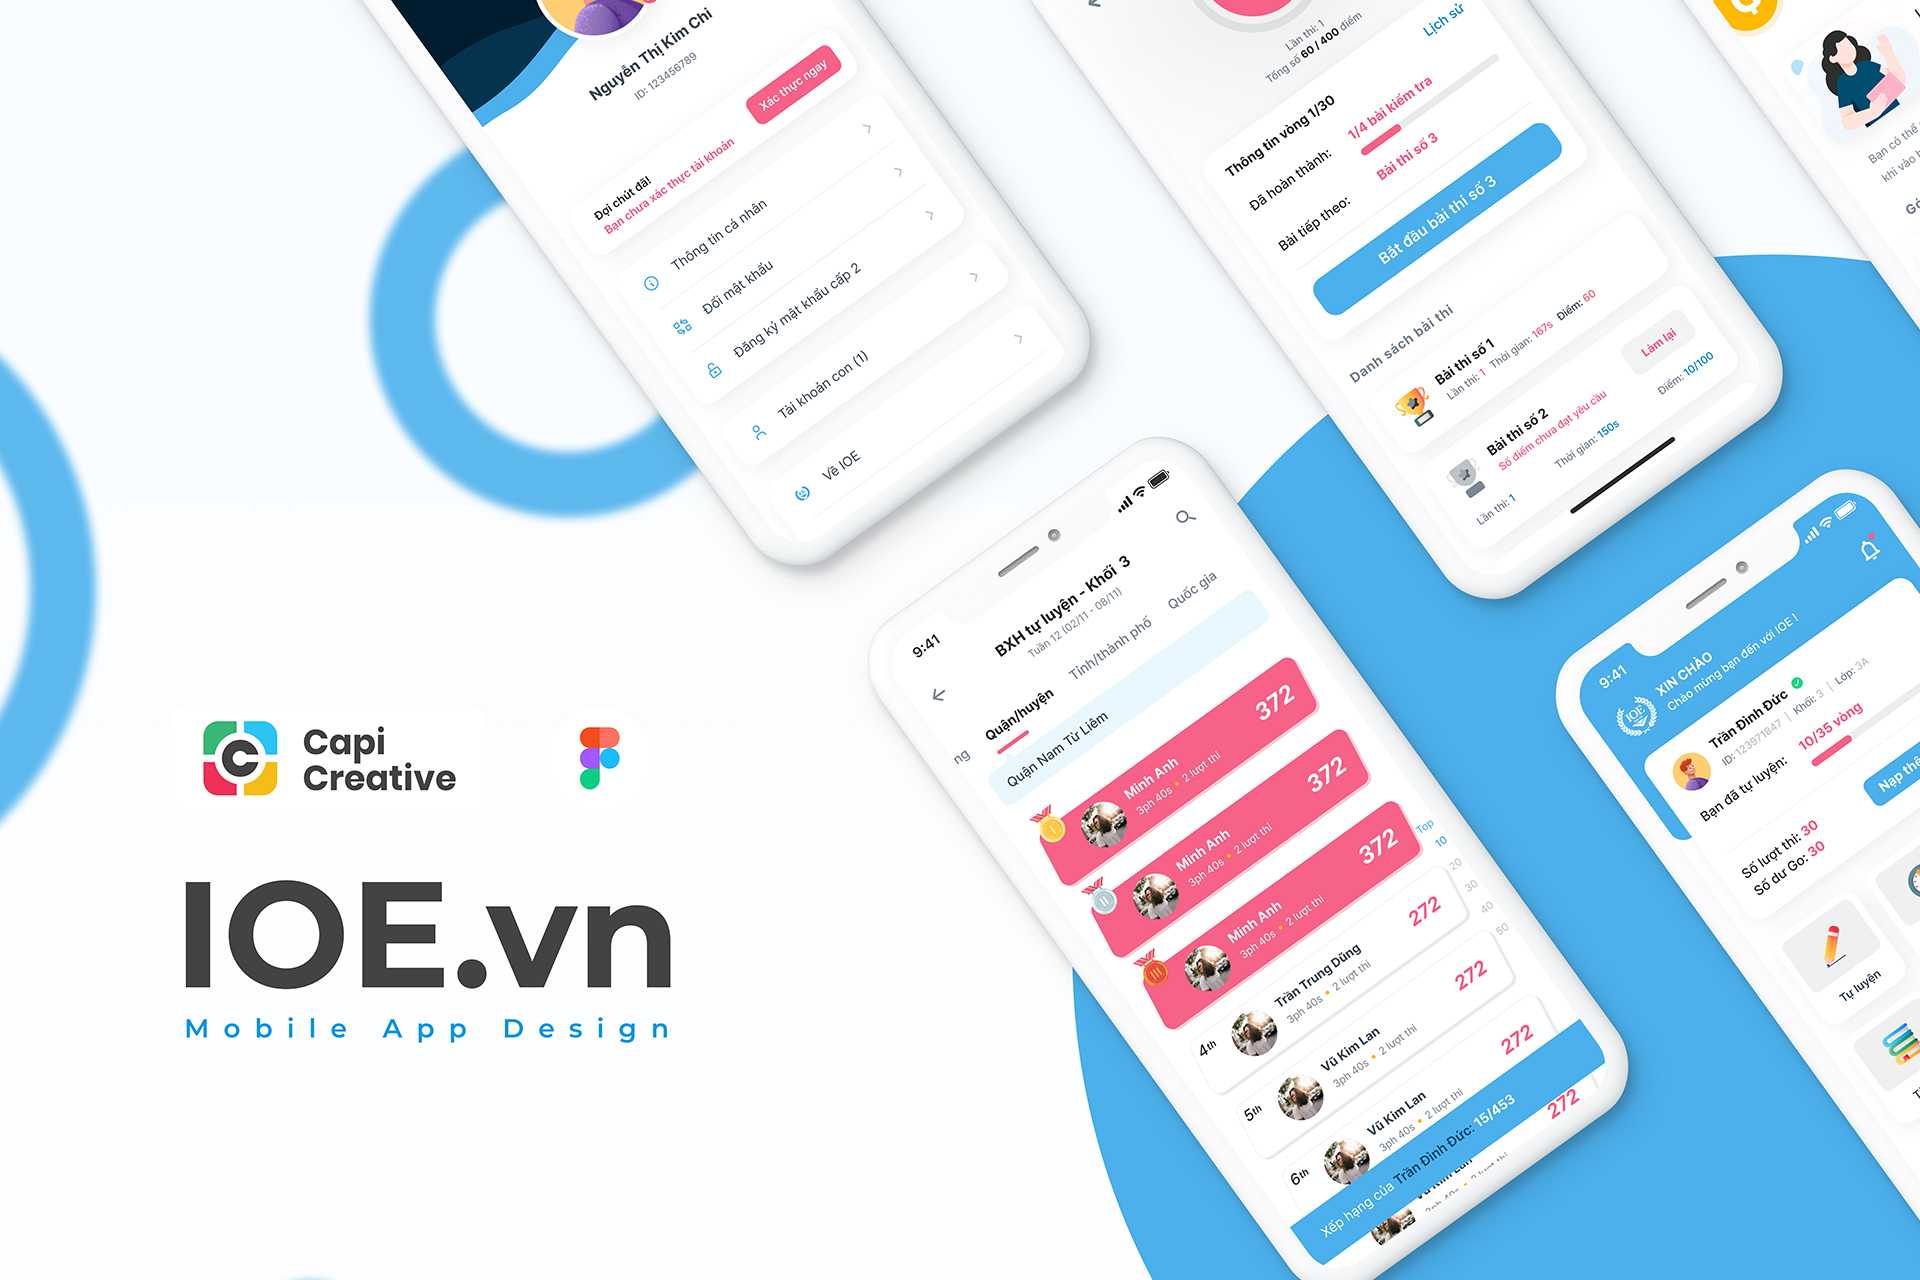 Capi
Creative
IOE.vn
Mobile App Design
Nguyễn Thị Kim Chi
ID: 123456789
Đợi chút đã!
Bạn chưa xác thực tài khoản
Xác thực ngay
Thông tin cá nhân
Đổi mật khẩu
Đăng ký mật khẩu cấp 2
Tài khoản con (1)
Về IOE
Lần thi: 1
Tổng số 60 / 400 điểm
Lịch sử
Thông tin vòng 1/30
Đã hoàn thành:
1/4 bài kiểm tra
Bài tiếp theo:
Bài thi số 3
Bắt đầu bài thi số 3
Danh sách bài thi
Bài thi số 1
Lần thi: 1 Thời gian: 167s Điểm: 60
Làm lại
Bài thi số 2
Số điểm chưa đạt yêu cầu
Lần thi: 1
Thời gian: 150s
Điểm: 10/100
Bạn có thể
khi vào
9:41
BXH tự luyện - Khối 3
Tuần 12 (02/11 - 08/11)
ng
Quận/huyện
Tỉnh/thành phố
Quốc gia
Quận Nam Từ Liêm
Minh Anh
3ph 40s • 2 lượt thi
372
Minh Anh
3ph 40s • 2 lượt thi
372
Minh Anh
3ph 40s • 2 lượt thi
372
Top
10
20
30
40
50
4th
Trần Trung Dũng
3ph 40s • 2 lượt thi
272
5th
Vũ Kim Lan
3ph 40s • 2 lượt thi
272
6th
Vũ Kim Lan
3ph 40s • 2 lượt thi
272
272
Xếp hạng của Trần Đình Đức: 15/453
9:41
IOE
XIN CHÀO
Chào mừng bạn đến với IOE !
Trần Đình Đức
ID: 123971847 | Khối: 3 | Lớp: 3A
Bạn đã tự luyện:
10/35 vòng
Số lượt thi: 30
Số dư Go: 30
Nạp thẻ
Tự luyện